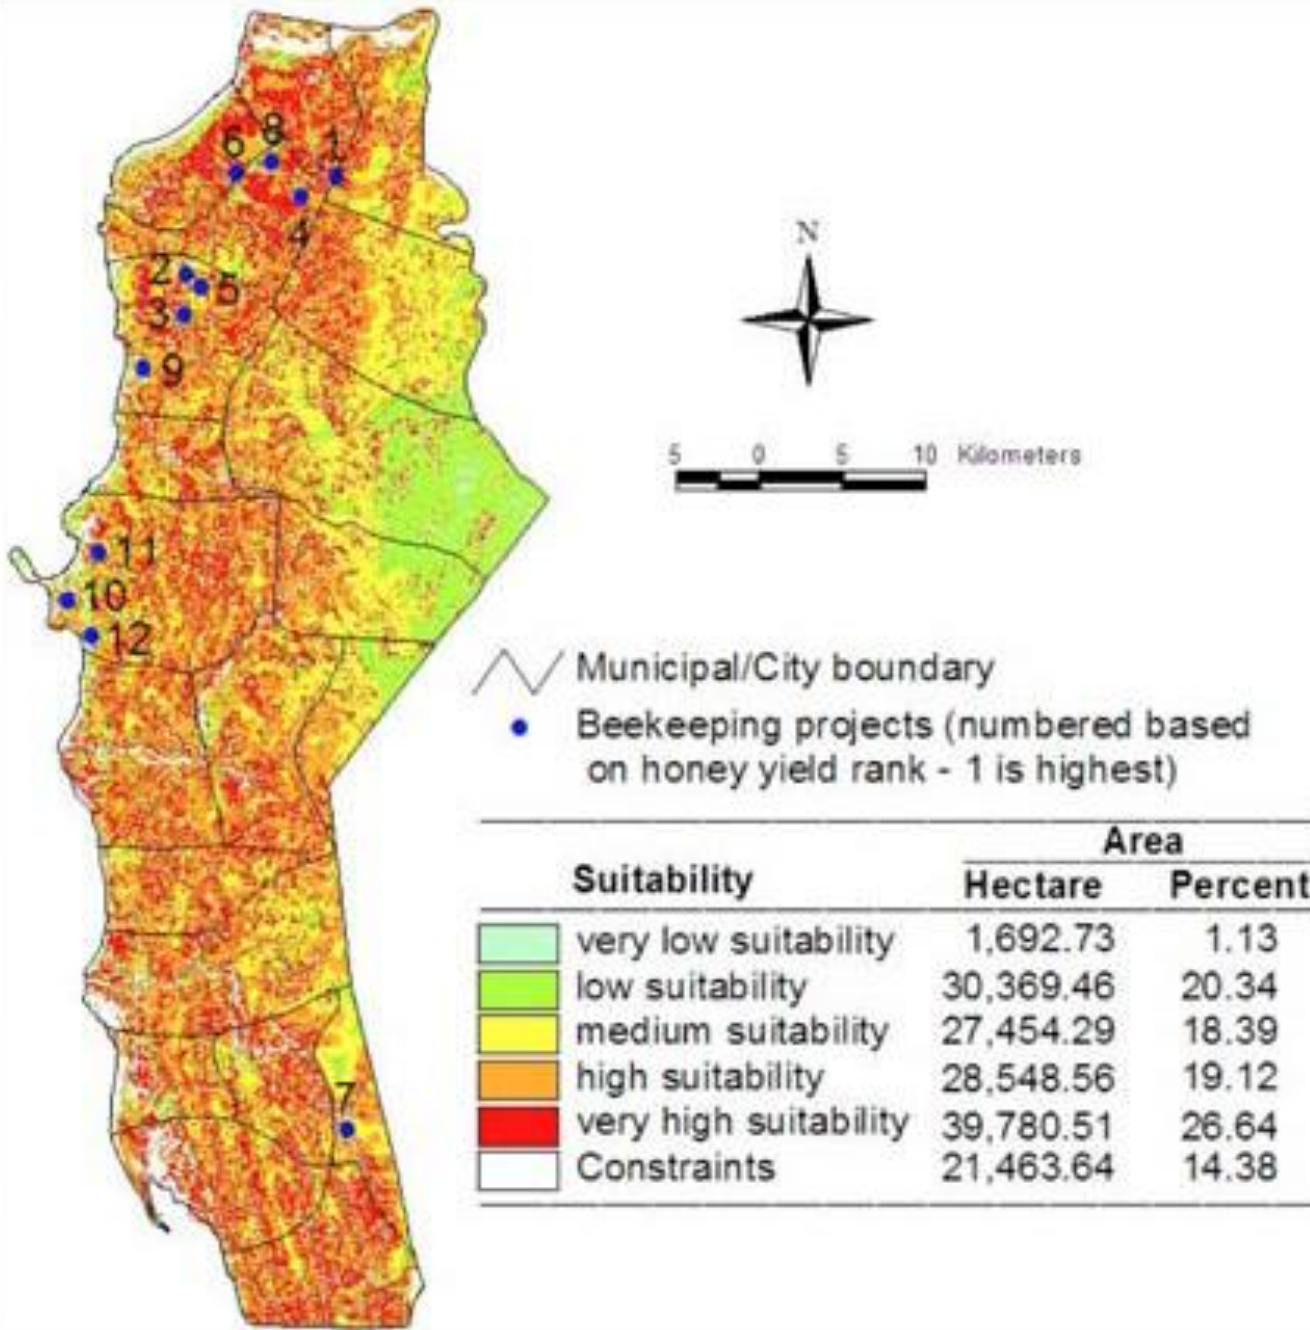 6 8 1
4
2 5
3
9
11
10
12
7
N
5 0 5 10 Kilometers
Municipal/City boundary
Beekeeping projects (numbered based
on honey yield rank - 1 is highest)
Area
Suitability Hectare Percent
very low suitability 1,692.73 1.13
low suitability 30,369.46 20.34
medium suitability 27,454.29 18.39
high suitability 28,548.56 19.12
very high suitability 39,780.51 26.64
Constraints 21,463.64 14.38